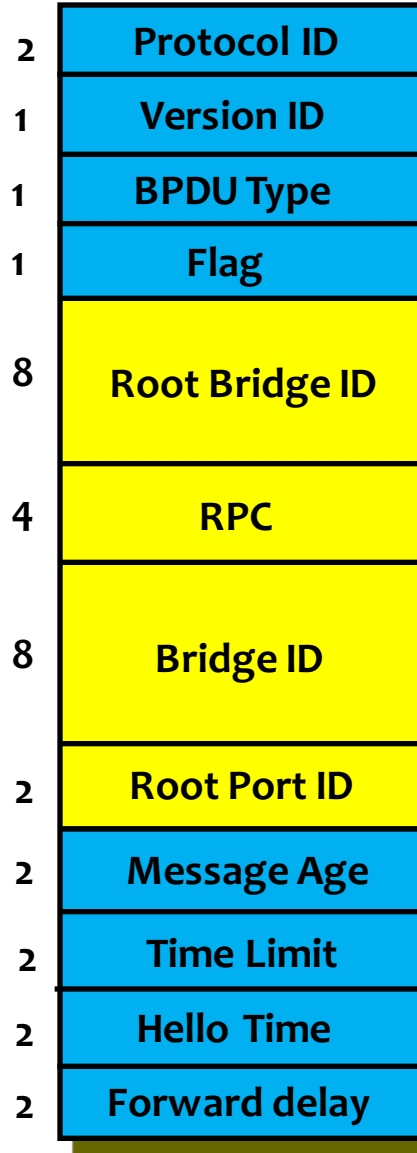 2 Protocol ID
1 Version ID
1 BPDU Type
1 Flag
8 Root Bridge ID
4 RPC
8 Bridge ID
2 Root Port ID
2 Message Age
2 Time Limit
2 Hello Time
2 Forward delay